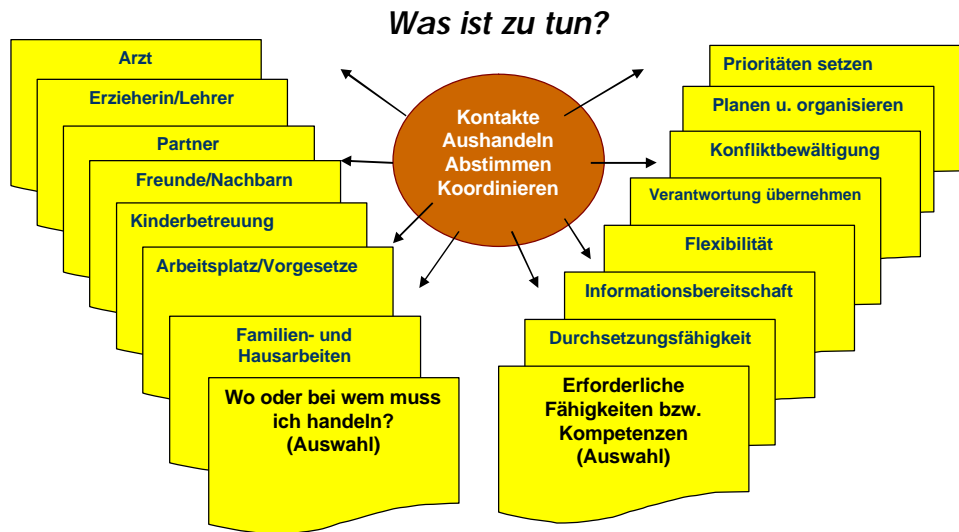 Was ist zu tun?
Arzt
Erzieherin/Lehrer
Partner
Freunde/Nachbarn
Kinderbetreuung
Arbeitsplatz/Vorgesetze
Familien- und
Hausarbeiten
Wo oder bei wem muss
ich handeln?
(Auswahl)
Kontakte
Aushandeln
Abstimmen
Koordinieren
Prioritäten setzen
Planen u. organisieren
Konfliktbewältigung
Verantwortung übernehmen
Flexibilität
Informationsbereitschaft
Durchsetzungsfähigkeit
Erforderliche
Fähigkeiten bzw.
Kompetenzen
(Auswahl)